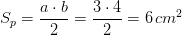 S_p = \frac{a \cdot b}{2} = \frac{3 \cdot 4}{2} = 6\,cm^2